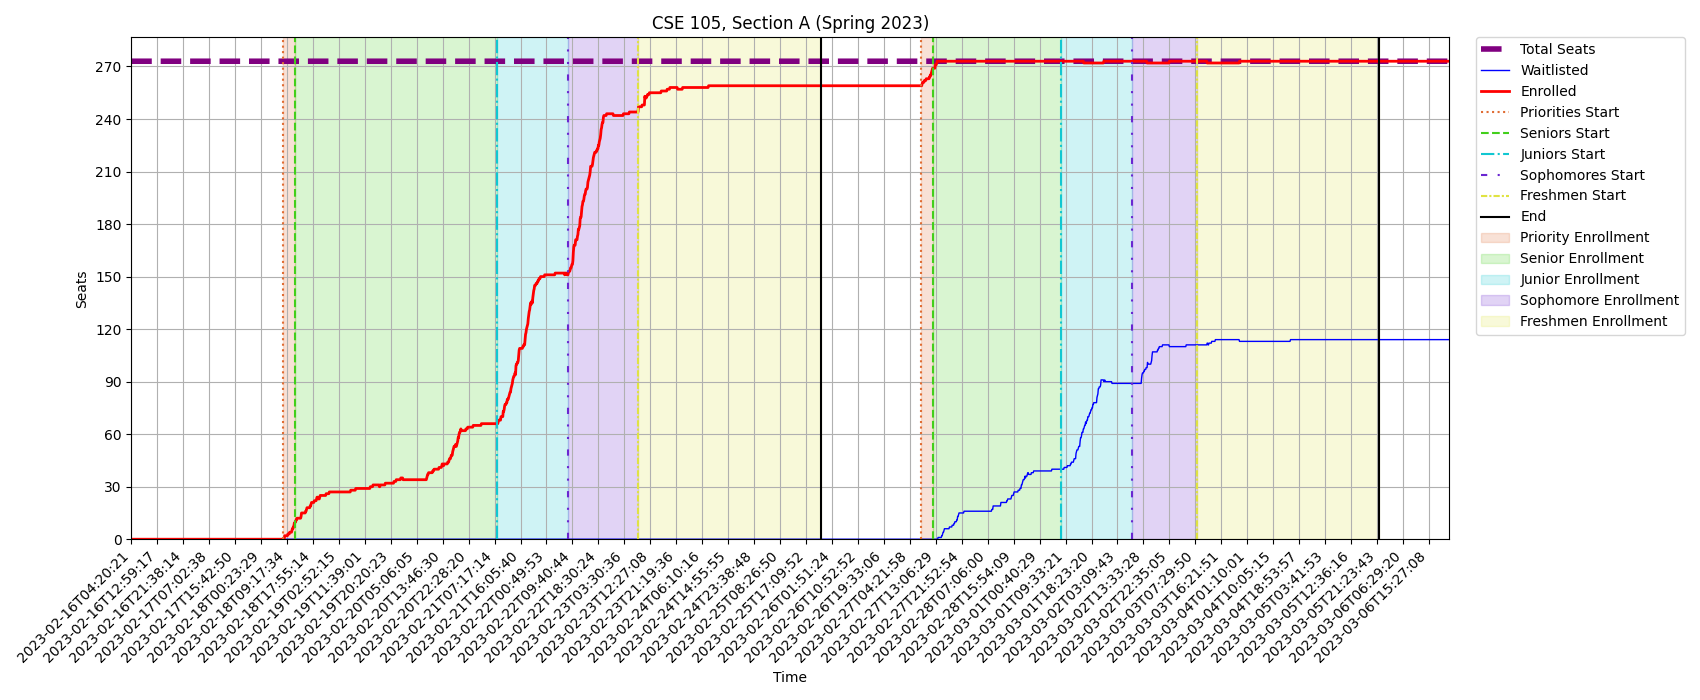 CSE 105, Section A (Spring 2023)
Seats
270
240
210
180
150
120
90
60
30
0
2023-02-16T04:20:21
2023-02-16T12:59:17
2023-02-16T21:38:14
2023-02-17T07:02:38
2023-02-17T15:42:50
2023-02-18T00:23:29
2023-02-18T09:17:34
2023-02-18T17:55:14
2023-02-19T02:52:15
2023-02-19T11:39:01
2023-02-19T20:20:23
2023-02-20T05:06:05
2023-02-20T13:46:30
2023-02-20T22:28:20
2023-02-21T07:17:14
2023-02-21T16:05:40
2023-02-22T00:49:53
2023-02-22T09:40:44
2023-02-22T18:30:24
2023-02-23T03:30:36
2023-02-23T12:27:08
2023-02-23T21:19:36
2023-02-24T06:10:16
2023-02-24T14:55:55
2023-02-24T23:38:48
2023-02-25T08:26:50
2023-02-25T17:09:52
2023-02-26T01:51:24
2023-02-26T10:52:52
2023-02-26T19:33:06
2023-02-27T04:21:58
2023-02-27T13:06:29
2023-02-27T21:52:54
2023-02-28T07:06:00
2023-02-28T15:54:09
2023-03-01T00:40:29
2023-03-01T09:33:21
2023-03-01T18:23:20
2023-03-02T03:09:43
2023-03-02T13:33:28
2023-03-02T22:35:05
2023-03-03T07:29:50
2023-03-03T16:21:51
2023-03-04T01:10:01
2023-03-04T10:05:15
2023-03-04T18:53:57
2023-03-05T03:41:53
2023-03-05T12:36:16
2023-03-05T21:23:43
2023-03-06T06:29:20
2023-03-06T15:27:08
Time
Total Seats
Waitlisted
Enrolled
Priorities Start
Seniors Start
Juniors Start
Sophomores Start
Freshmen Start
End
Priority Enrollment
Senior Enrollment
Junior Enrollment
Sophomore Enrollment
Freshmen Enrollment